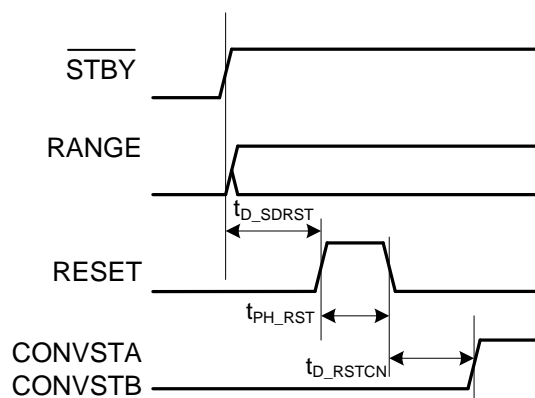 STBY
RANGE
tD_SDRST
RESET
tPH_RST
CONVSTA
tD_RSTCN
CONVSTB